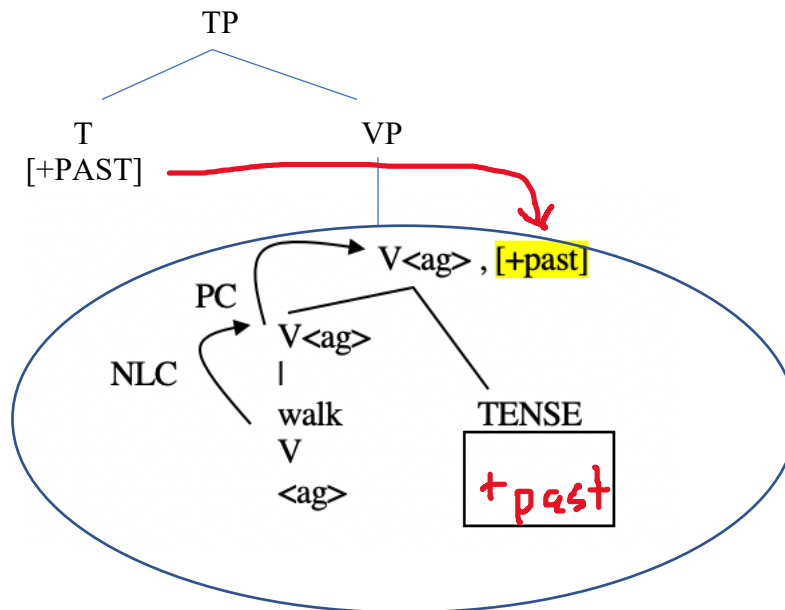 TP
T VP
[+PAST]
V<ag> , [+past]
PC
V<ag>
NLC
walk TENSE
V
+past
<ag>